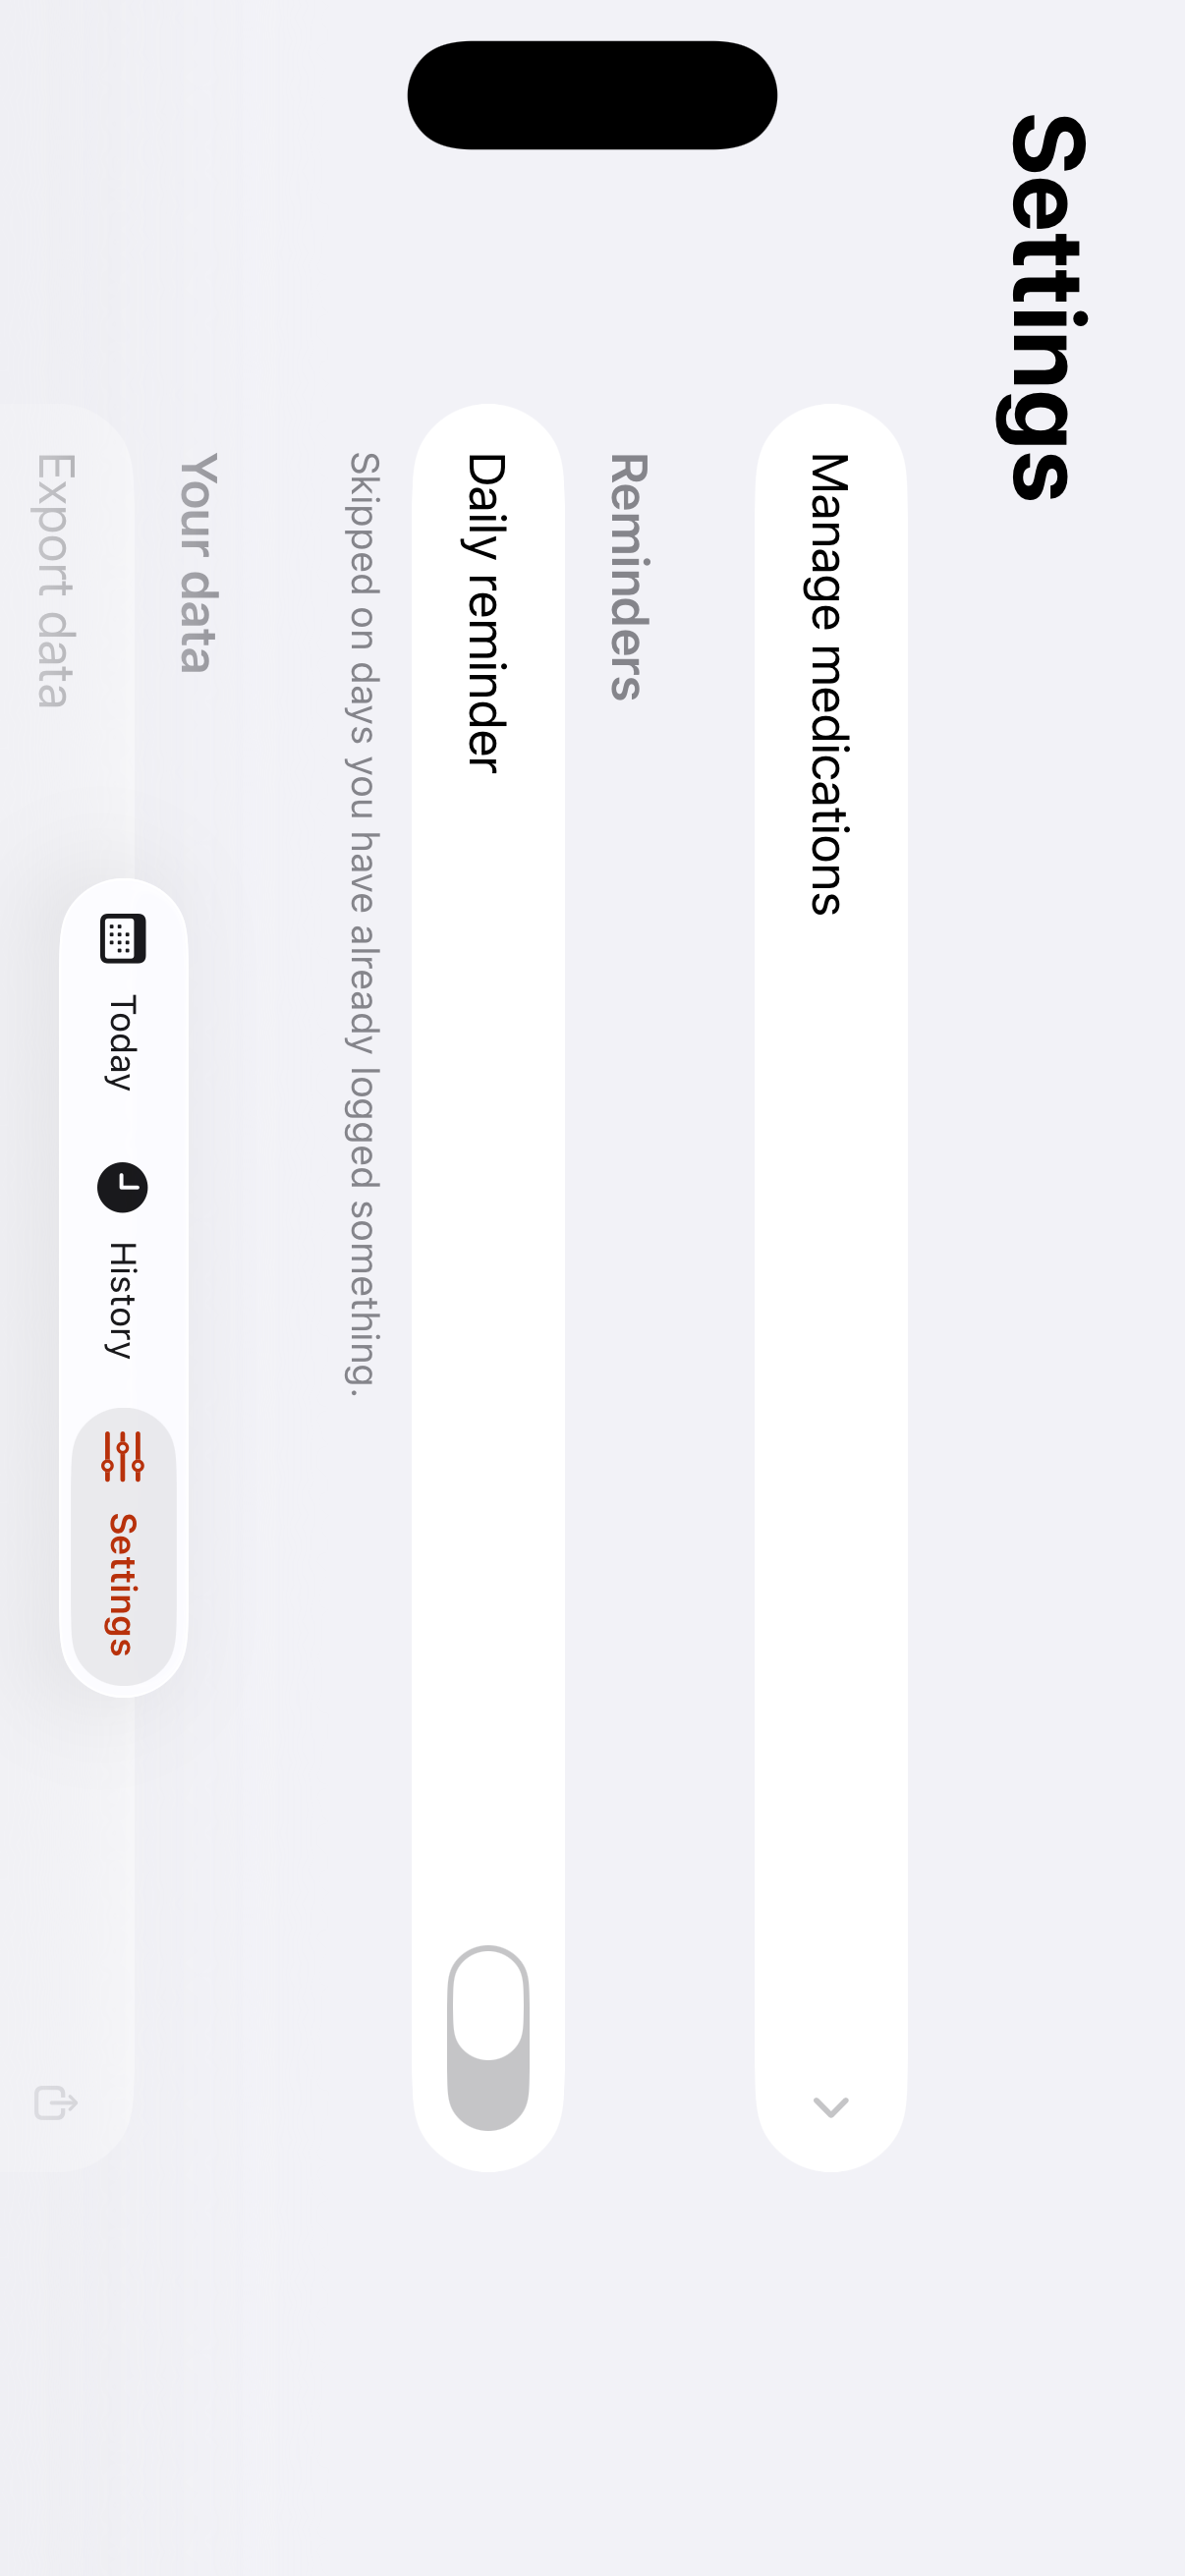 Settings
Manage medications
Reminders
Daily reminder
Skipped on days you have already logged something.
Your data
Export data
Today
History
Settings